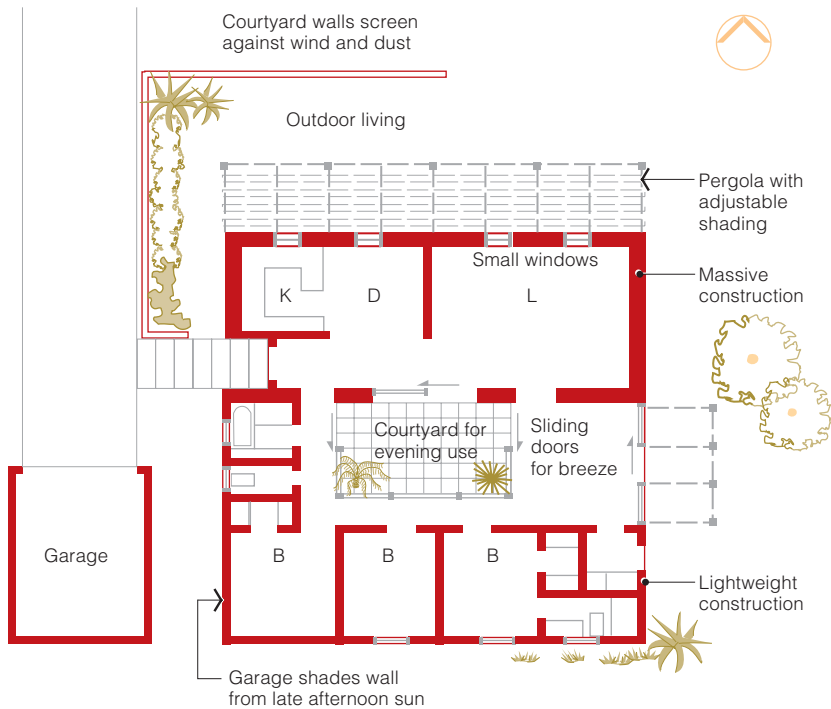 Courtyard walls screen
against wind and dust
Outdoor living
Pergola with
adjustable
shading
Small windows
Massive
construction
K
D
L
Courtyard for
evening use
Sliding
doors
for breeze
Garage
B
B
B
Lightweight
construction
Garage shades wall
from late afternoon sun